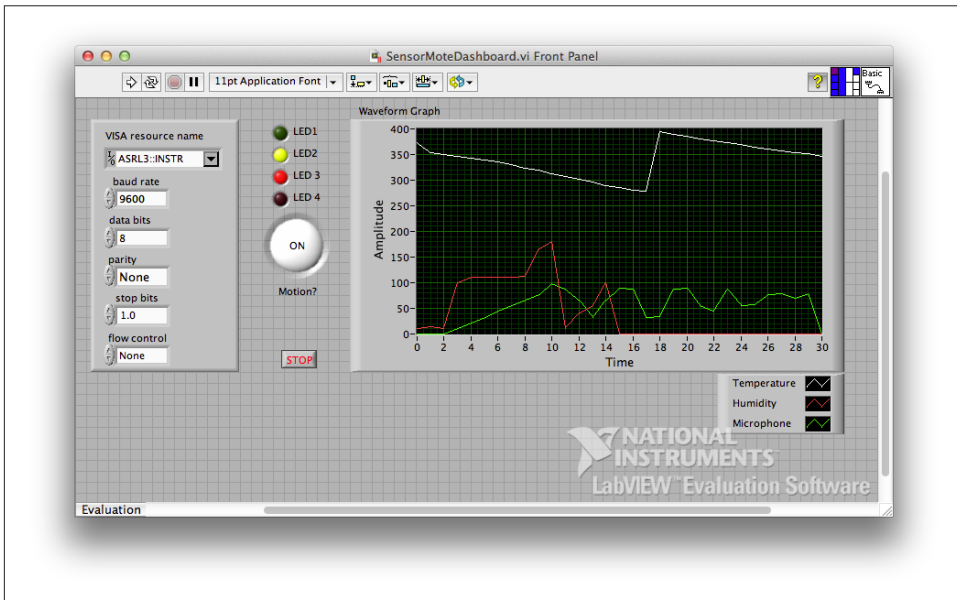 SensorMoteDashboard.vi Front Panel
11pt Application Font
?
Basic
VISA resource name
I/O ASRL3::INSTR
baud rate
9600
data bits
8
parity
None
stop bits
1.0
flow control
None
LED1
LED2
LED 3
LED 4
ON
Motion?
STOP
Waveform Graph
Amplitude
400
350
300
250
200
150
100
50
0
0 2 4 6 8 10 12 14 16 18 20 22 24 26 28 30
Time
Temperature
Humidity
Microphone
NATIONAL
INSTRUMENTS
LabVIEW™ Evaluation Software
Evaluation